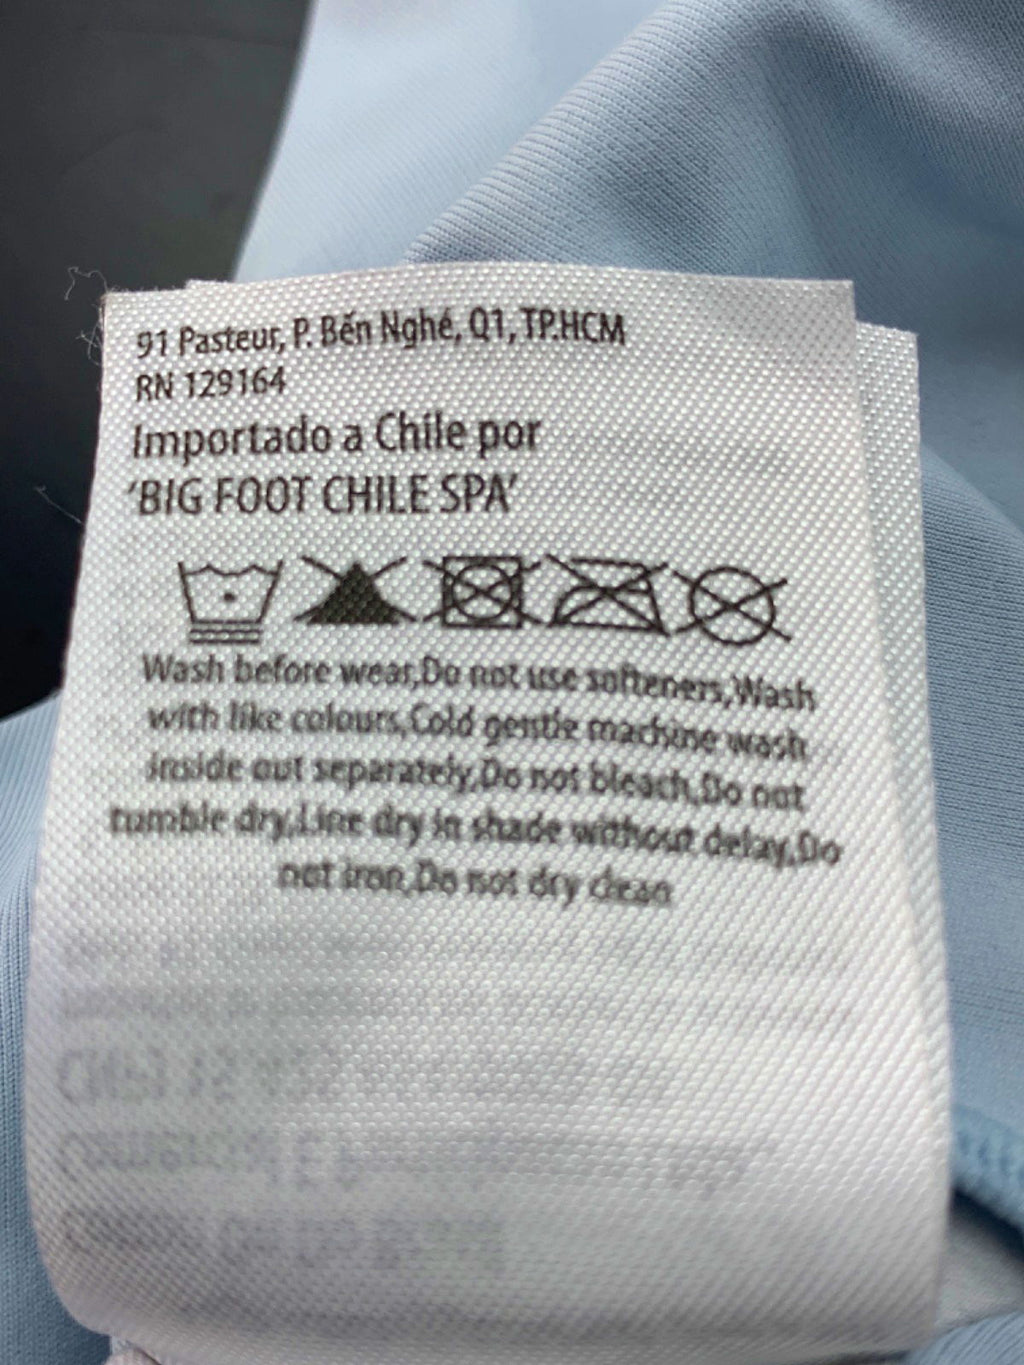 91 Pasteur, P. Bến Nghé, Q1, TP.HCM
RN 129164
Importado a Chile por
'BIG FOOT CHILE SPA'
Wash before wear,Do not use softeners,Wash
with like colours,Cold gentle machine wash
inside out separately,Do not bleach,Do not
tumble dry,Line dry in shade without delay,Do
not iron,Do not dry clean